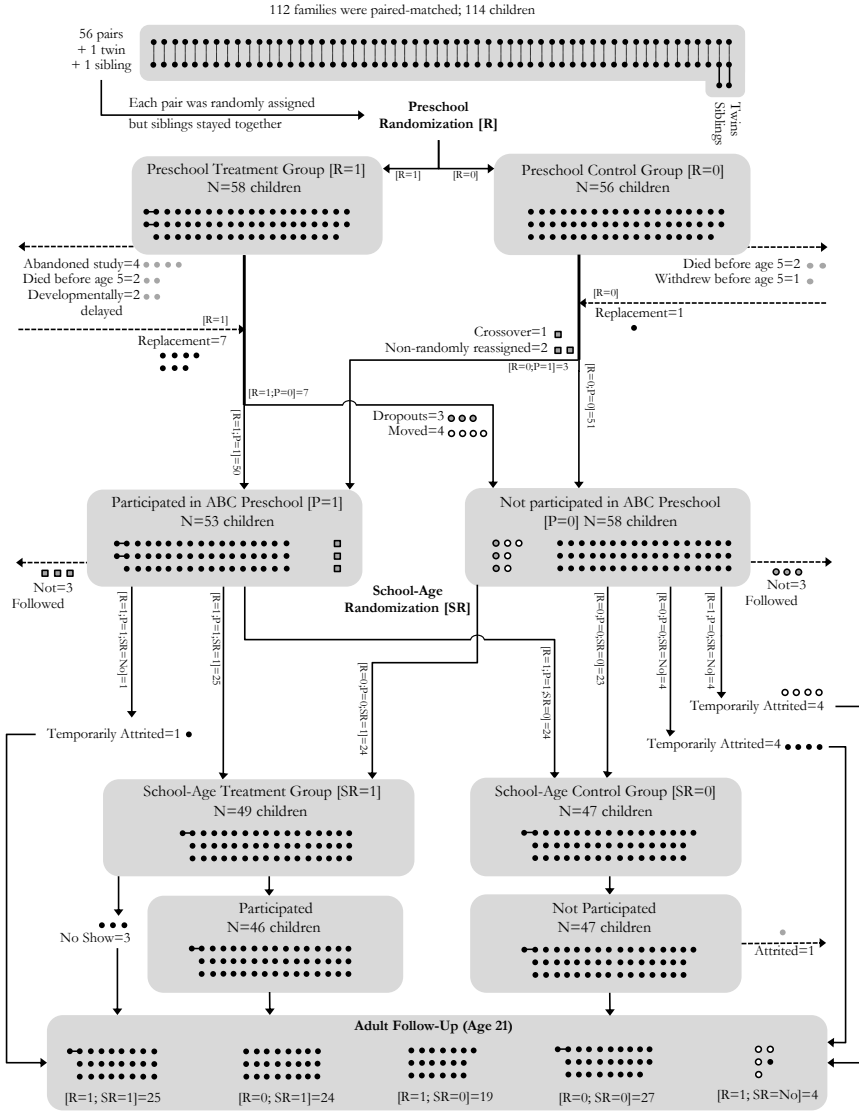 112 families were paired-matched; 114 children
56 pairs
+ 1 twin
+ 1 sibling
Twins
Siblings
Each pair was randomly assigned
but siblings stayed together
Preschool
Randomization [R]
[R=1]
[R=0]
Preschool Treatment Group [R=1]
N=58 children
Preschool Control Group [R=0]
N=56 children
Abandoned study=4
Died before age 5=2
Developmentally=2
delayed
[R=1]
Replacement=7
Died before age 5=2
Withdrew before age 5=1
[R=0]
Replacement=1
Crossover=1
Non-randomly reassigned=2
[R=0;P=1]=3
[R=1;P=0]=7
[R=0;P=0]=51
[R=1;P=1]=50
Dropouts=3
Moved=4
Participated in ABC Preschool [P=1]
N=53 children
Not participated in ABC Preschool
[P=0] N=58 children
Not=3
Followed
Not=3
Followed
School-Age
Randomization [SR]
[R=1;P=1;SR=No]=1
[R=1;P=1;SR=1]=25
[R=0;P=0;SR=1]=24
[R=1;P=1;SR=0]=24
[R=0;P=0;SR=0]=23
[R=0;P=0;SR=No]=4
[R=1;P=0;SR=No]=4
Temporarily Attrited=4
Temporarily Attrited=1
Temporarily Attrited=4
School-Age Treatment Group [SR=1]
N=49 children
School-Age Control Group [SR=0]
N=47 children
No Show=3
Participated
N=46 children
Not Participated
N=47 children
Attrited=1
Adult Follow-Up (Age 21)
[R=1; SR=1]=25
[R=0; SR=1]=24
[R=1; SR=0]=19
[R=0; SR=0]=27
[R=1; SR=No]=4